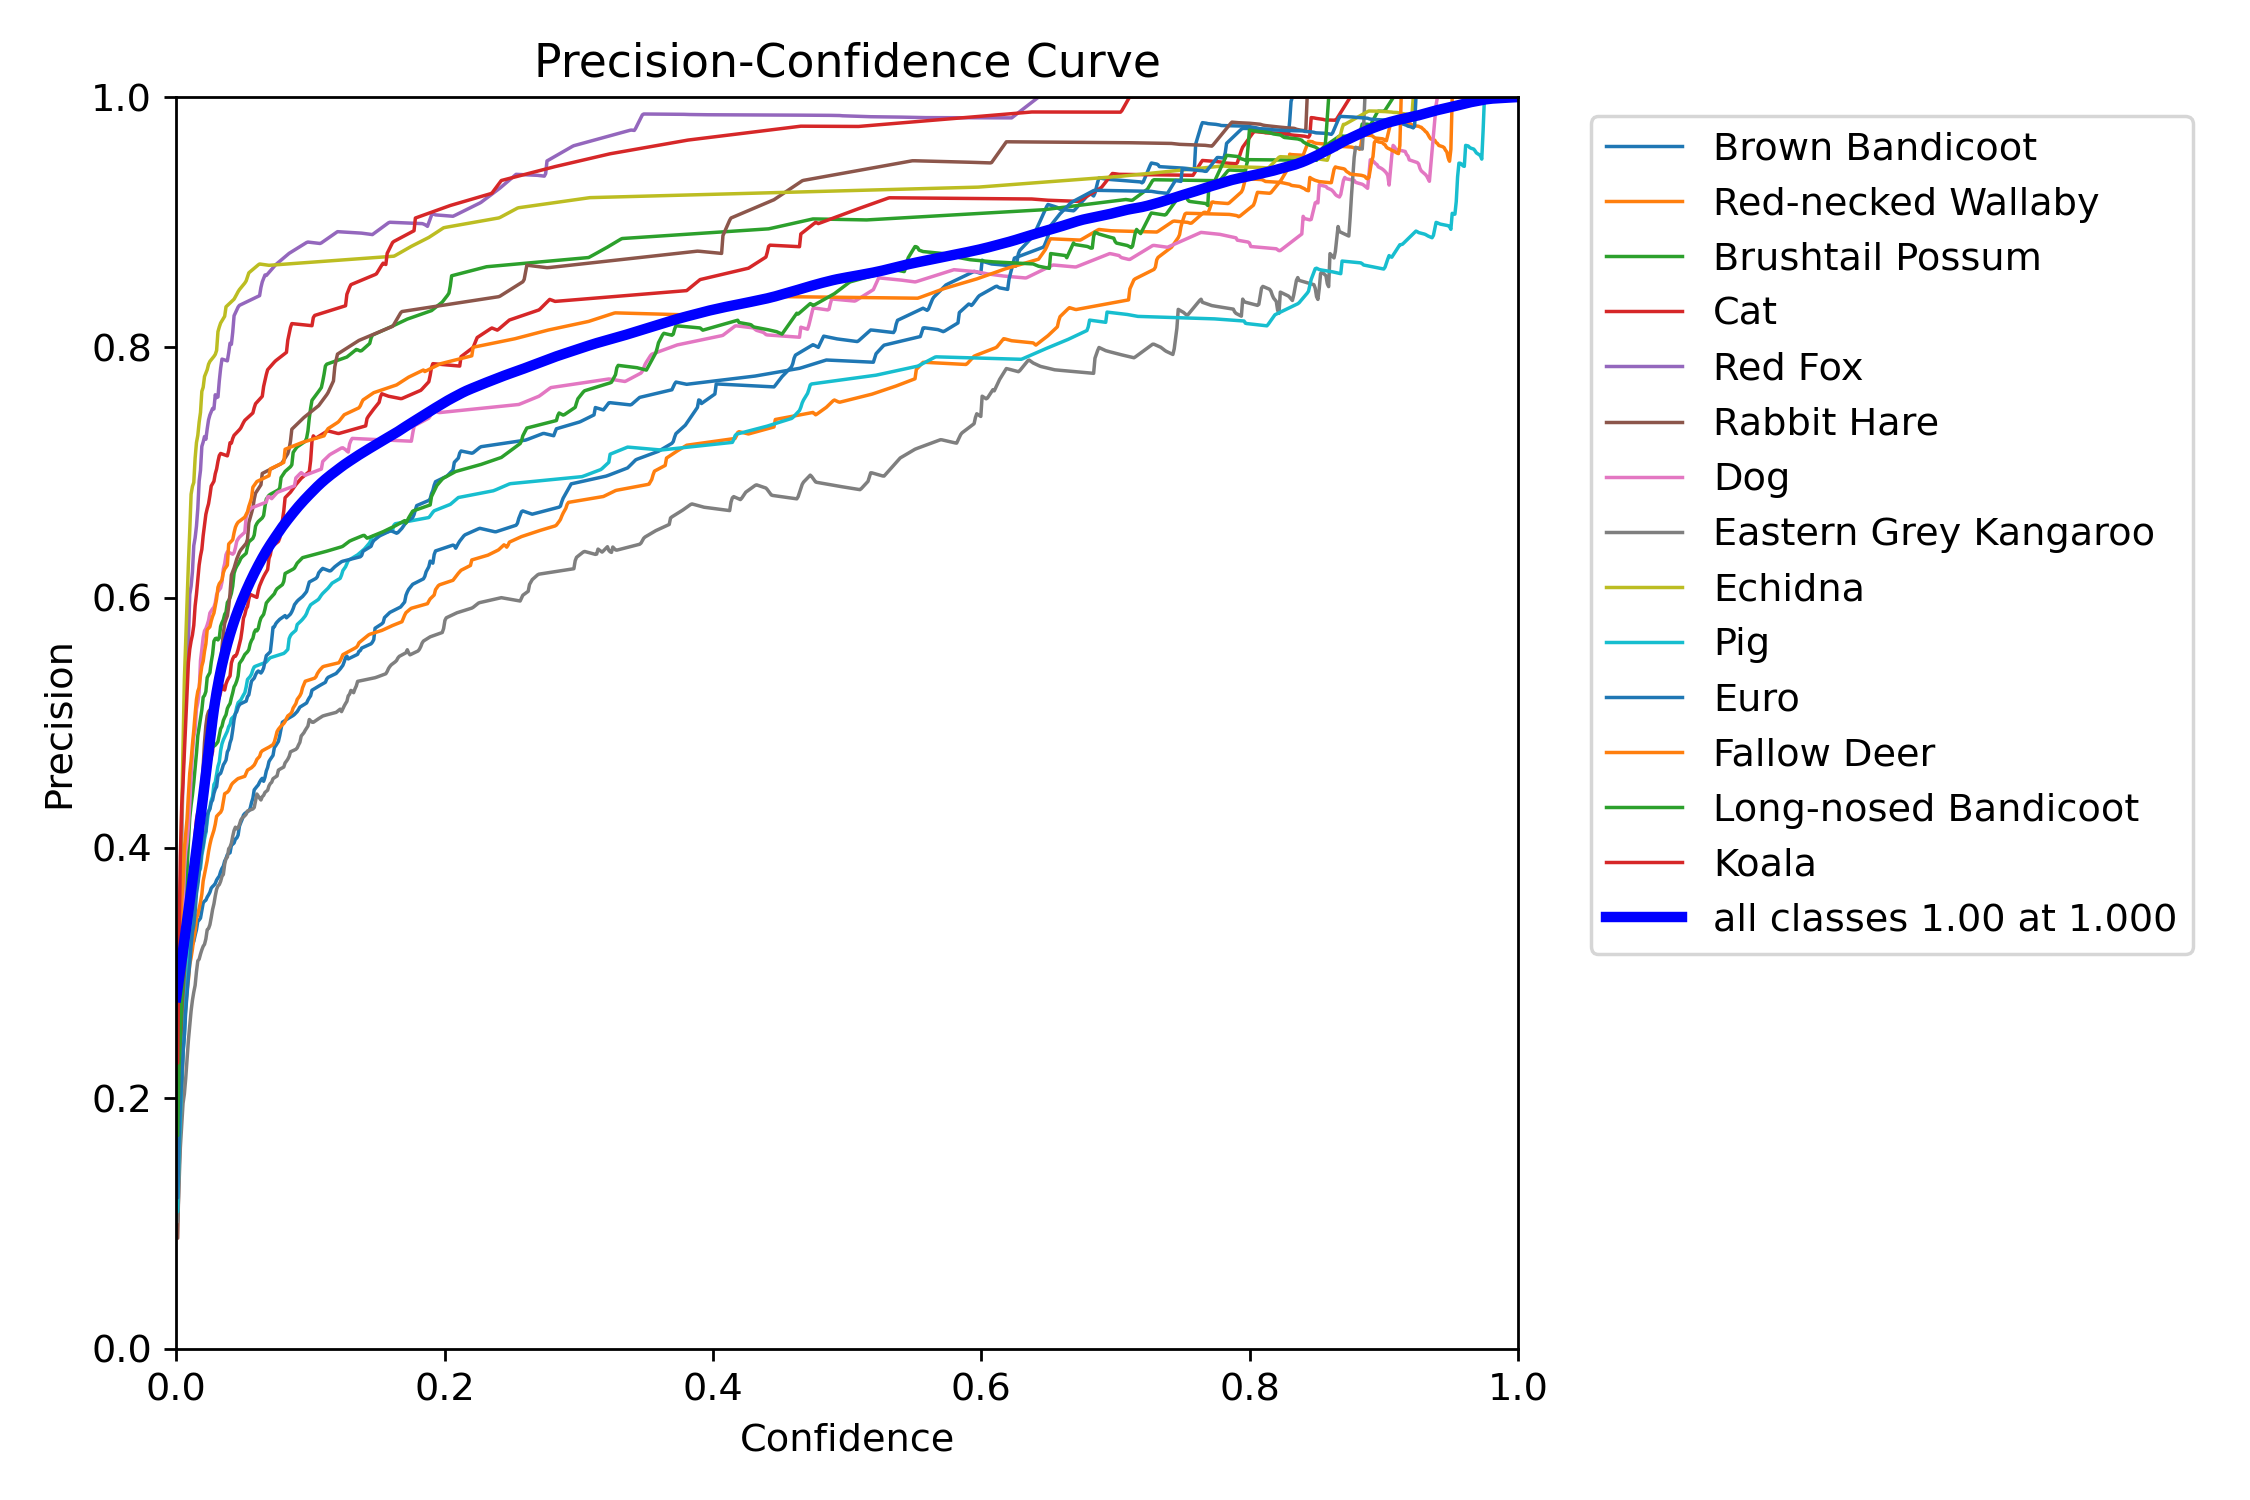 Precision-Confidence Curve
1.0
0.8
0.6
0.4
0.2
0.0
Precision
0.0 0.2 0.4 0.6 0.8 1.0
Confidence
Brown Bandicoot
Red-necked Wallaby
Brushtail Possum
Cat
Red Fox
Rabbit Hare
Dog
Eastern Grey Kangaroo
Echidna
Pig
Euro
Fallow Deer
Long-nosed Bandicoot
Koala
all classes 1.00 at 1.000